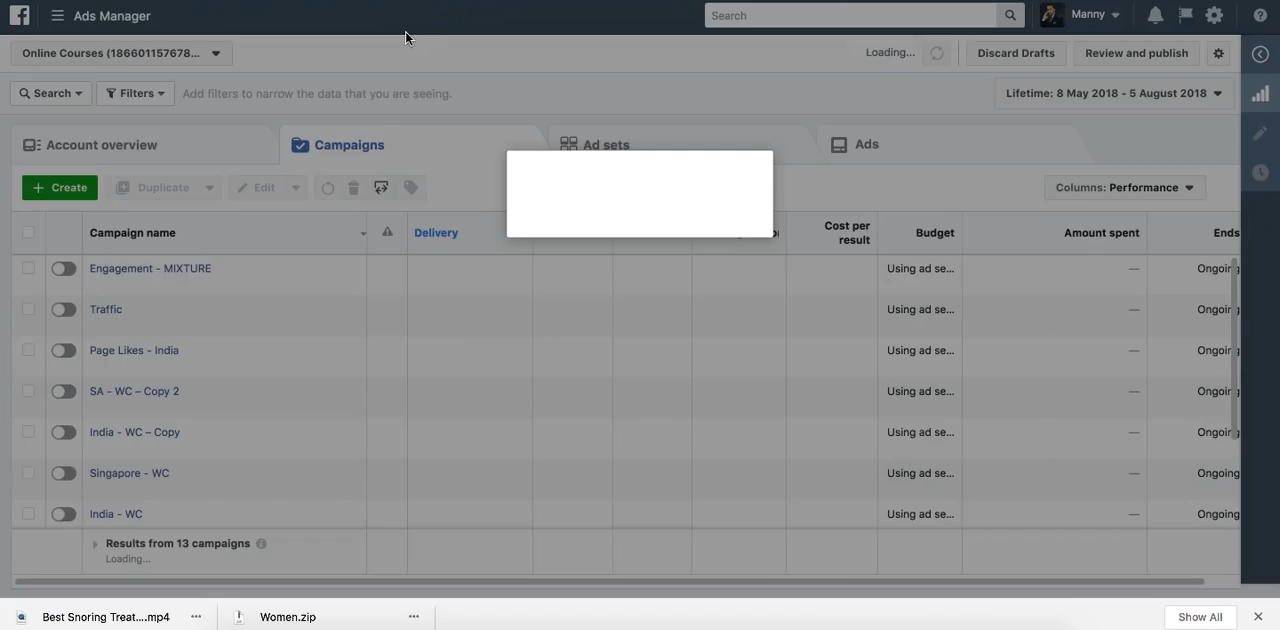 Ads Manager
Search
Manny
Online Courses (186601157678...
Loading...
Discard Drafts
Review and publish
Search
Filters
Add filters to narrow the data that you are seeing.
Lifetime: 8 May 2018 - 5 August 2018
Account overview
Campaigns
Ad sets
Ads
+ Create
Duplicate
Edit
Columns: Performance
Campaign name
Delivery
Cost per
result
Budget
Amount spent
Ends
Engagement - MIXTURE
Using ad se...
—
Ongoing
Traffic
Using ad se...
—
Ongoing
Page Likes - India
Using ad se...
—
Ongoing
SA - WC – Copy 2
Using ad se...
—
Ongoing
India - WC – Copy
Using ad se...
—
Ongoing
Singapore - WC
Using ad se...
—
Ongoing
India - WC
Using ad se...
—
Ongoing
Results from 13 campaigns
Loading...
Best Snoring Treat....mp4
Women.zip
Show All